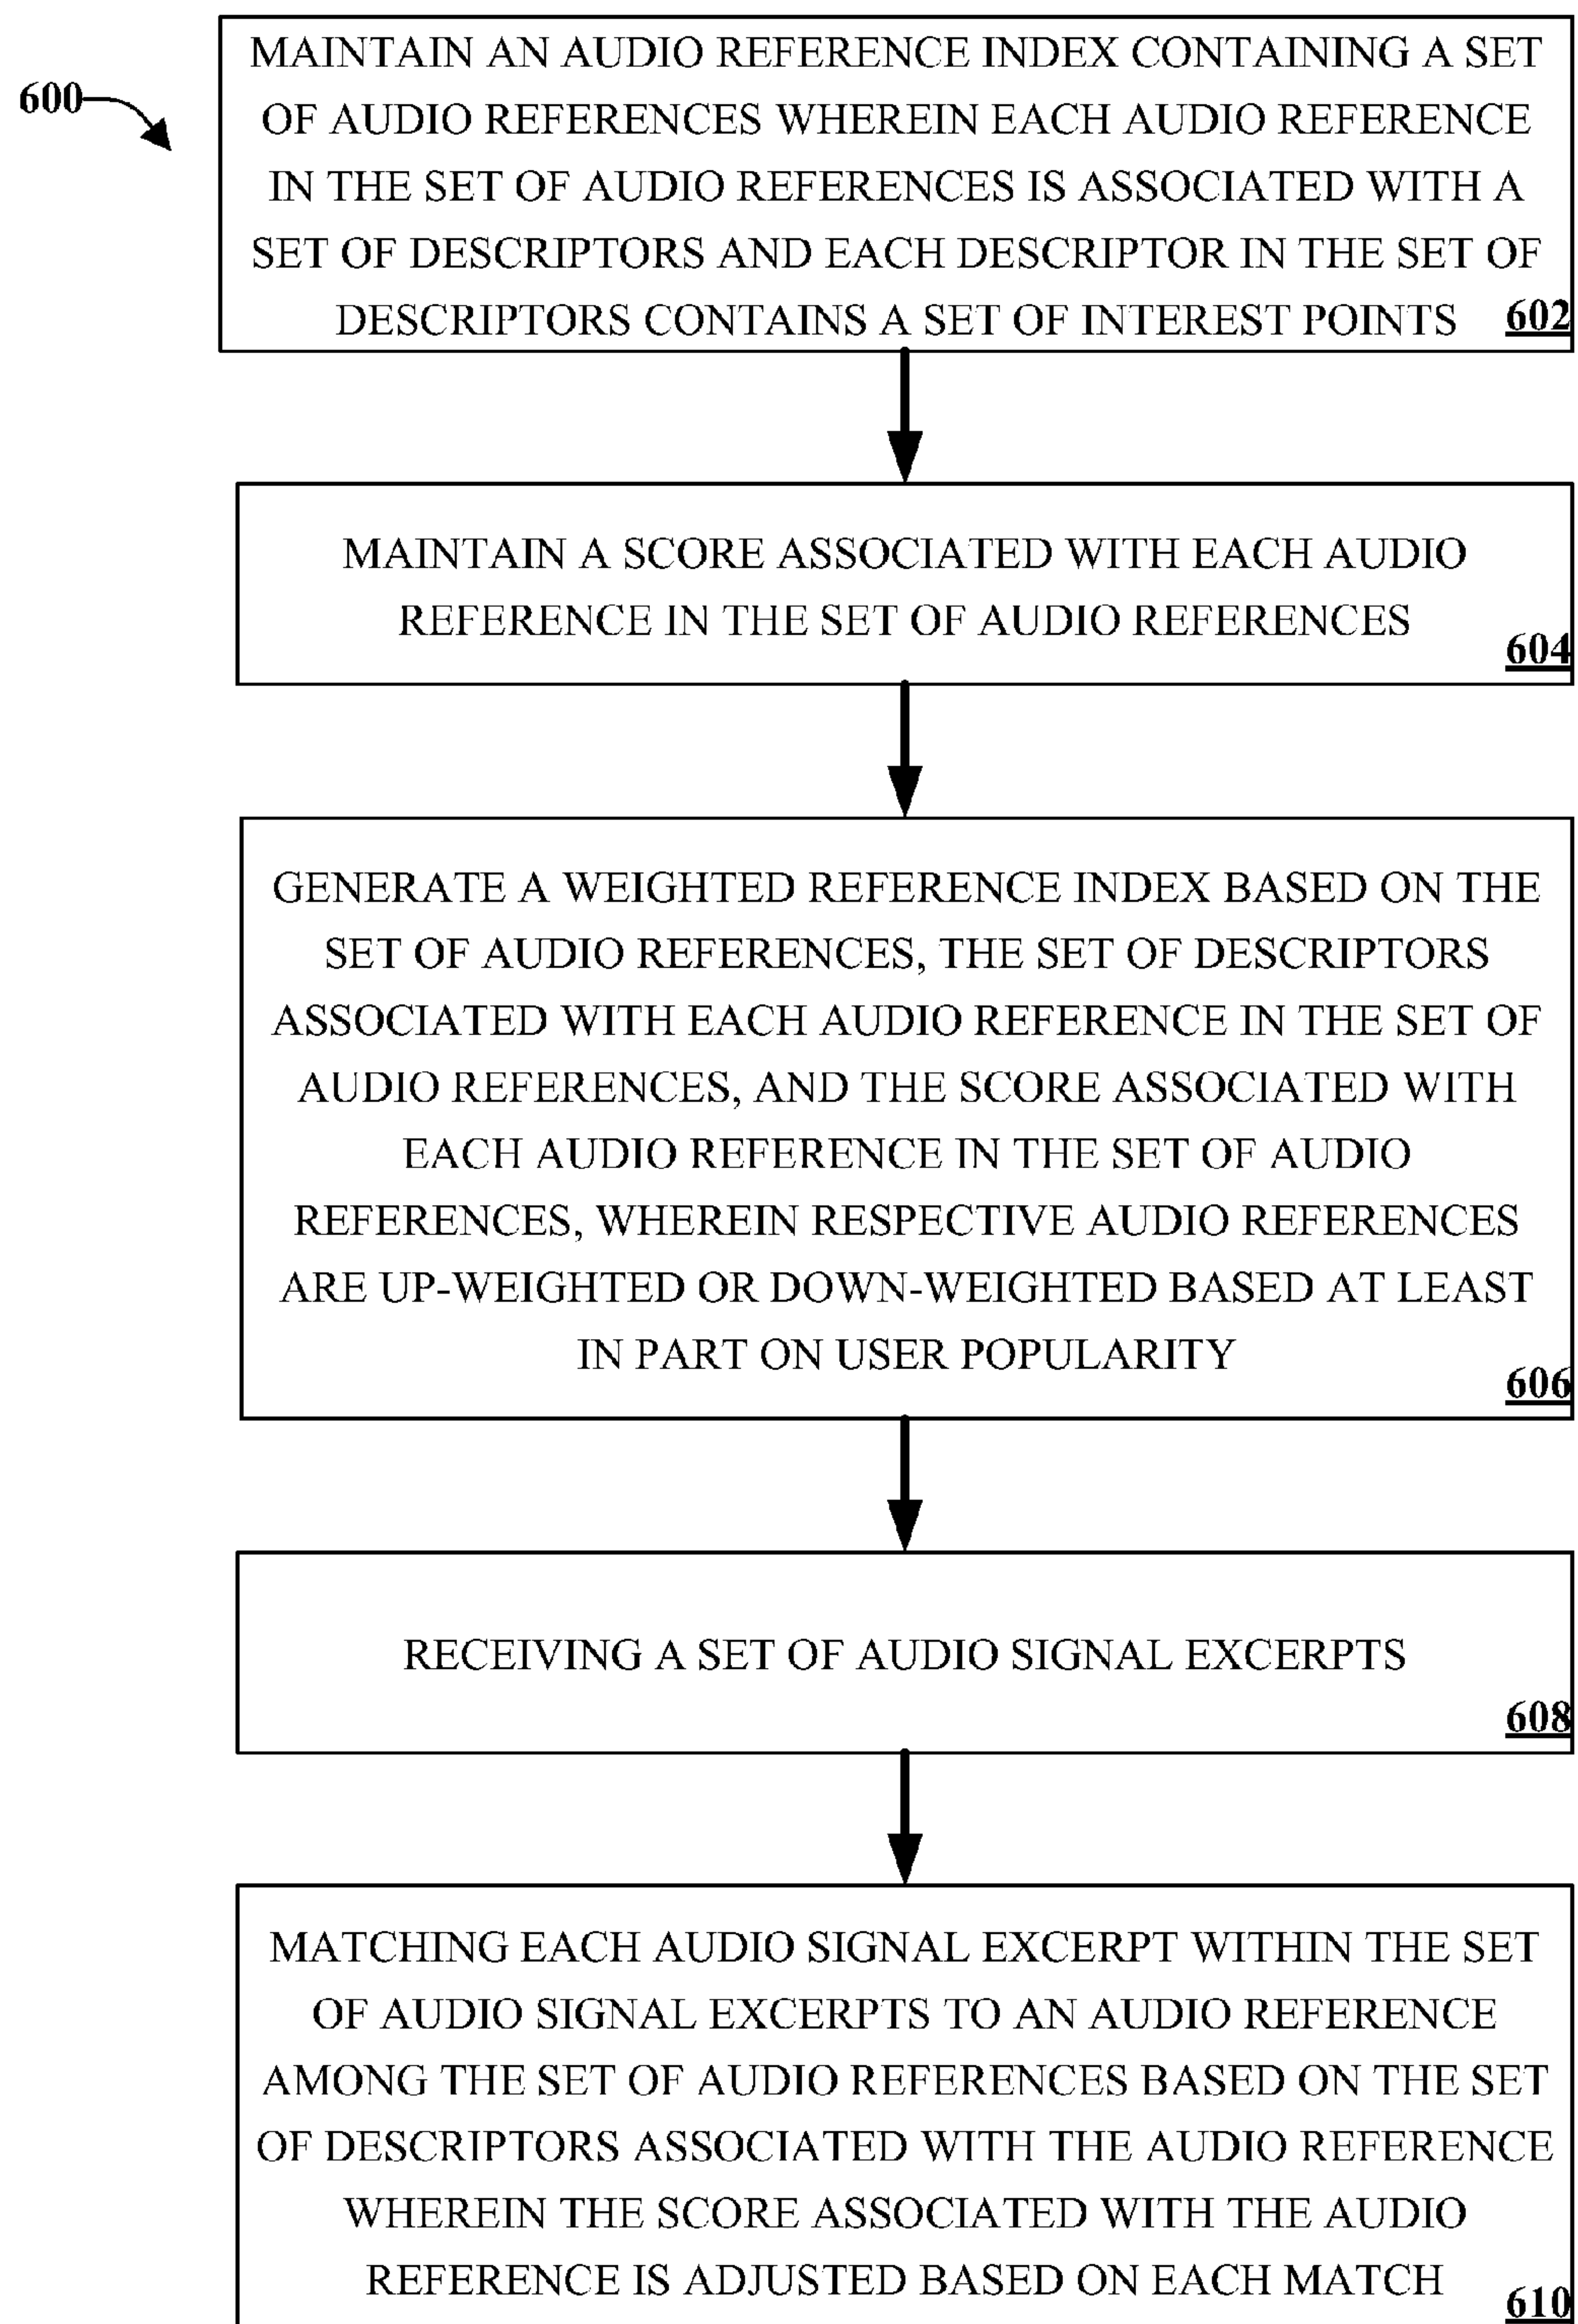 600
MAINTAIN AN AUDIO REFERENCE INDEX CONTAINING A SET
OF AUDIO REFERENCES WHEREIN EACH AUDIO REFERENCE
IN THE SET OF AUDIO REFERENCES IS ASSOCIATED WITH A
SET OF DESCRIPTORS AND EACH DESCRIPTOR IN THE SET OF
DESCRIPTORS CONTAINS A SET OF INTEREST POINTS
602
MAINTAIN A SCORE ASSOCIATED WITH EACH AUDIO
REFERENCE IN THE SET OF AUDIO REFERENCES
604
GENERATE A WEIGHTED REFERENCE INDEX BASED ON THE
SET OF AUDIO REFERENCES, THE SET OF DESCRIPTORS
ASSOCIATED WITH EACH AUDIO REFERENCE IN THE SET OF
AUDIO REFERENCES, AND THE SCORE ASSOCIATED WITH
EACH AUDIO REFERENCE IN THE SET OF AUDIO
REFERENCES, WHEREIN RESPECTIVE AUDIO REFERENCES
ARE UP-WEIGHTED OR DOWN-WEIGHTED BASED AT LEAST
IN PART ON USER POPULARITY
606
RECEIVING A SET OF AUDIO SIGNAL EXCERPTS
608
MATCHING EACH AUDIO SIGNAL EXCERPT WITHIN THE SET
OF AUDIO SIGNAL EXCERPTS TO AN AUDIO REFERENCE
AMONG THE SET OF AUDIO REFERENCES BASED ON THE SET
OF DESCRIPTORS ASSOCIATED WITH THE AUDIO REFERENCE
WHEREIN THE SCORE ASSOCIATED WITH THE AUDIO
REFERENCE IS ADJUSTED BASED ON EACH MATCH
610